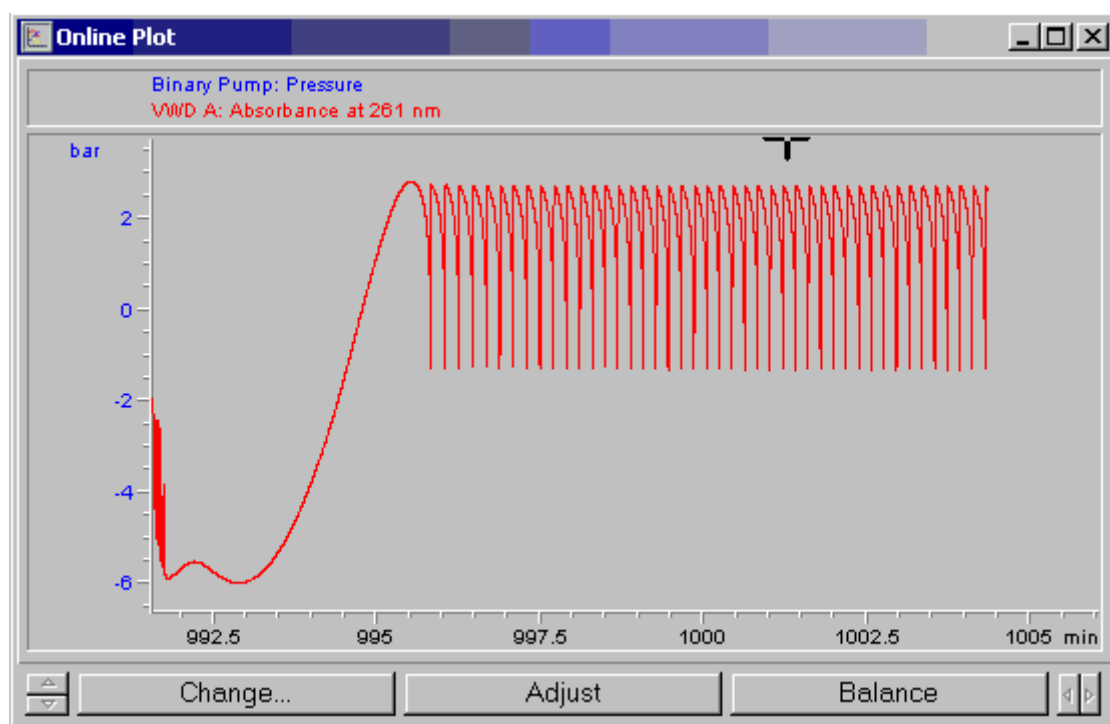 Online Plot
Binary Pump: Pressure
VWD A: Absorbance at 261 nm
bar
2
0
-2
-4
-6
992.5 995 997.5 1000 1002.5 1005 min
Change... Adjust Balance